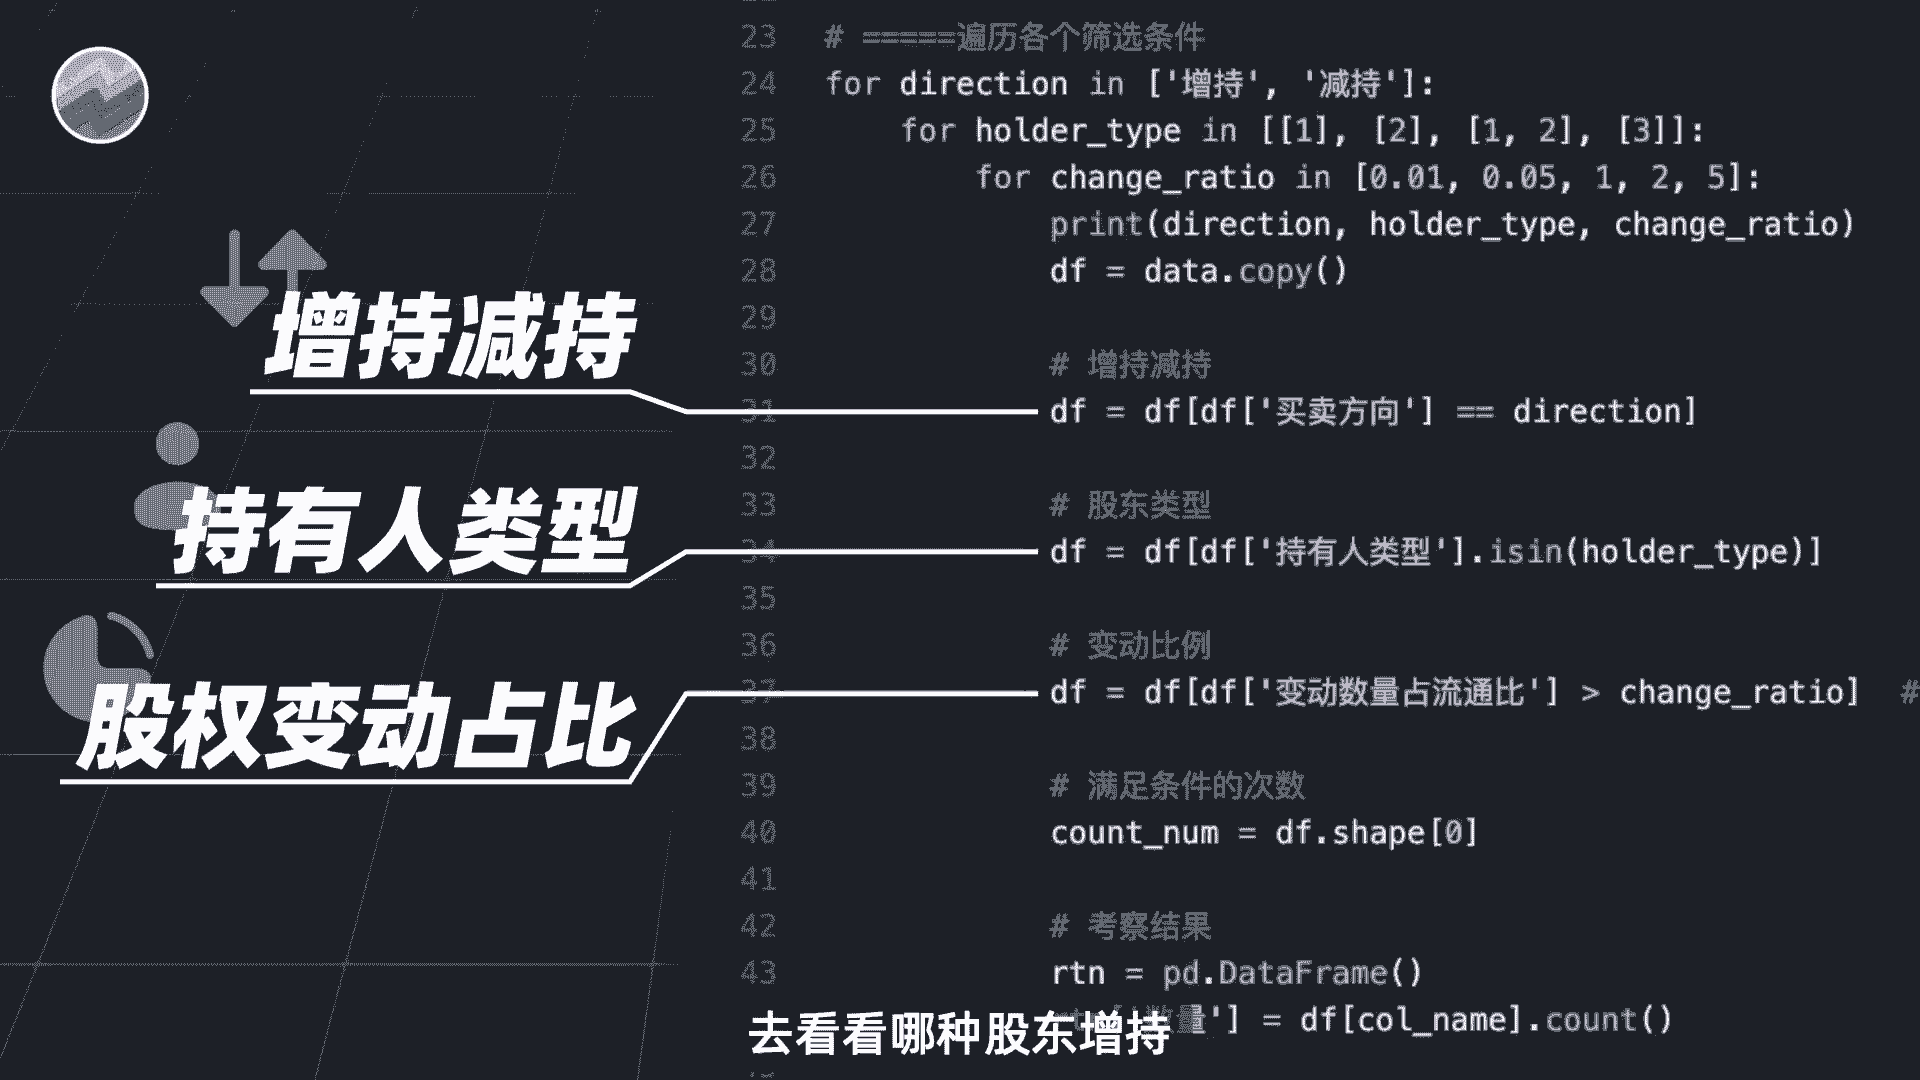 增持减持
持有人类型
股权变动占比
23 # =====遍历各个筛选条件
24 for direction in ['增持', '减持']:
25 for holder_type in [[1], [2], [1, 2], [3]]:
26 for change_ratio in [0.01, 0.05, 1, 2, 5]:
27 print(direction, holder_type, change_ratio)
28 df = data.copy()
29
30 # 增持减持
31 df = df[df['买卖方向'] == direction]
32
33 # 股东类型
34 df = df[df['持有人类型'].isin(holder_type)]
35
36 # 变动比例
37 df = df[df['变动数量占流通比'] > change_ratio] #
38
39 # 满足条件的次数
40 count_num = df.shape[0]
41
42 # 考察结果
43 rtn = pd.DataFrame()
数量'] = df[col_name].count()
去看看哪种股东增持